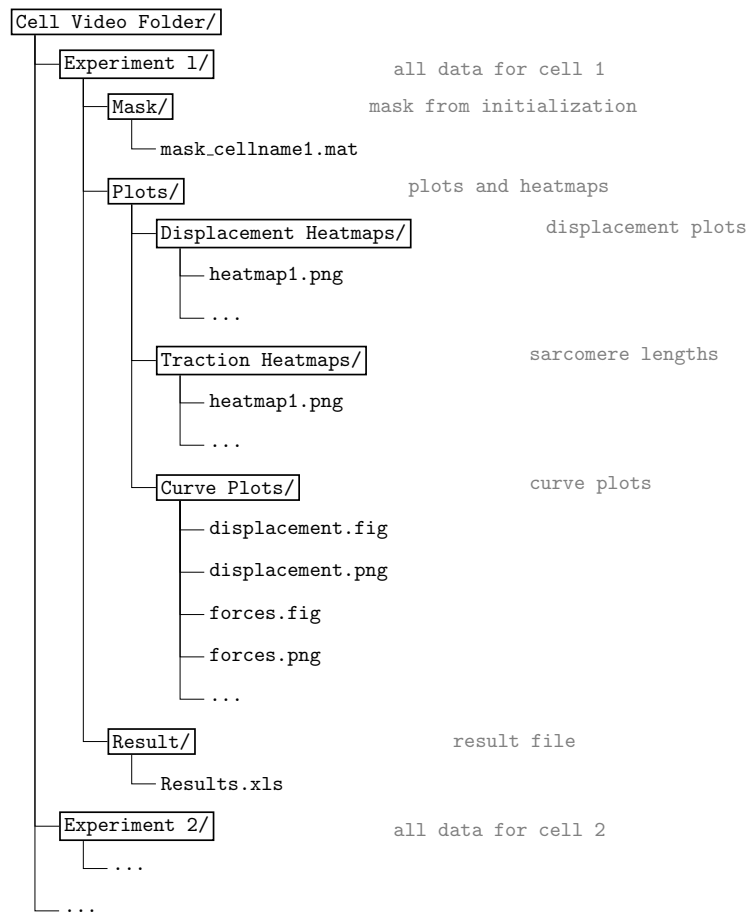 Cell Video Folder/
Experiment 1/ all data for cell 1
Mask/ mask from initialization
mask_cellname1.mat
Plots/ plots and heatmaps
Displacement Heatmaps/ displacement plots
heatmap1.png
...
Traction Heatmaps/ sarcomere lengths
heatmap1.png
...
Curve Plots/ curve plots
displacement.fig
displacement.png
forces.fig
forces.png
...
Result/ result file
Results.xls
Experiment 2/ all data for cell 2
...
...